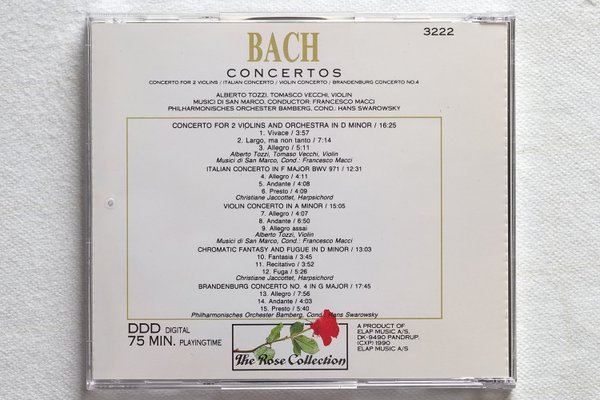 3222
BACH
CONCERTOS
CONCERTO FOR 2 VIOLINS / ITALIAN CONCERTO / VIOLIN CONCERTO / BRANDENBURG CONCERTO NO.4
ALBERTO TOZZI, TOMASCO VECCHI, VIOLIN
MUSICI DI SAN MARCO, CONDUCTOR: FRANCESCO MACCI
PHILHARMONISCHES ORCHESTER BAMBERG, COND.: HANS SWAROWSKY
CONCERTO FOR 2 VIOLINS AND ORCHESTRA IN D MINOR / 16:25
1. Vivace / 3:57
2. Largo, ma non tanto / 7:14
3. Allegro / 5:11
Alberto Tozzi, Tomaso Vecchi, Violin
Musici di San Marco, Cond.: Francesco Macci
ITALIAN CONCERTO IN F MAJOR BWV 971 / 12:31
4. Allegro / 4:11
5. Andante / 4:08
6. Presto / 4:09
Christiane Jaccottet, Harpsichord
VIOLIN CONCERTO IN A MINOR / 15:05
7. Allegro / 4:07
8. Andante / 6:50
9. Allegro assai
Alberto Tozzi, Violin
Musici di San Marco, Cond.: Francesco Macci
CHROMATIC FANTASY AND FUGUE IN D MINOR / 13:03
10. Fantasia / 3:45
11. Recitativo / 3:52
12. Fuga / 5:26
Christiane Jaccottet, Harpsichord
BRANDENBURG CONCERTO NO. 4 IN G MAJOR / 17:45
13. Allegro / 7:56
14. Andante / 4:03
15. Presto / 5:40
Philharmonisches Orchester Bamberg, Cond.: Hans Swarowsky
DDD DIGITAL
75 MIN. PLAYINGTIME
The Rose Collection
A PRODUCT OF
ELAP MUSIC A/S,
DK-9490 PANDRUP,
(C)(P) 1990
ELAP MUSIC A/S